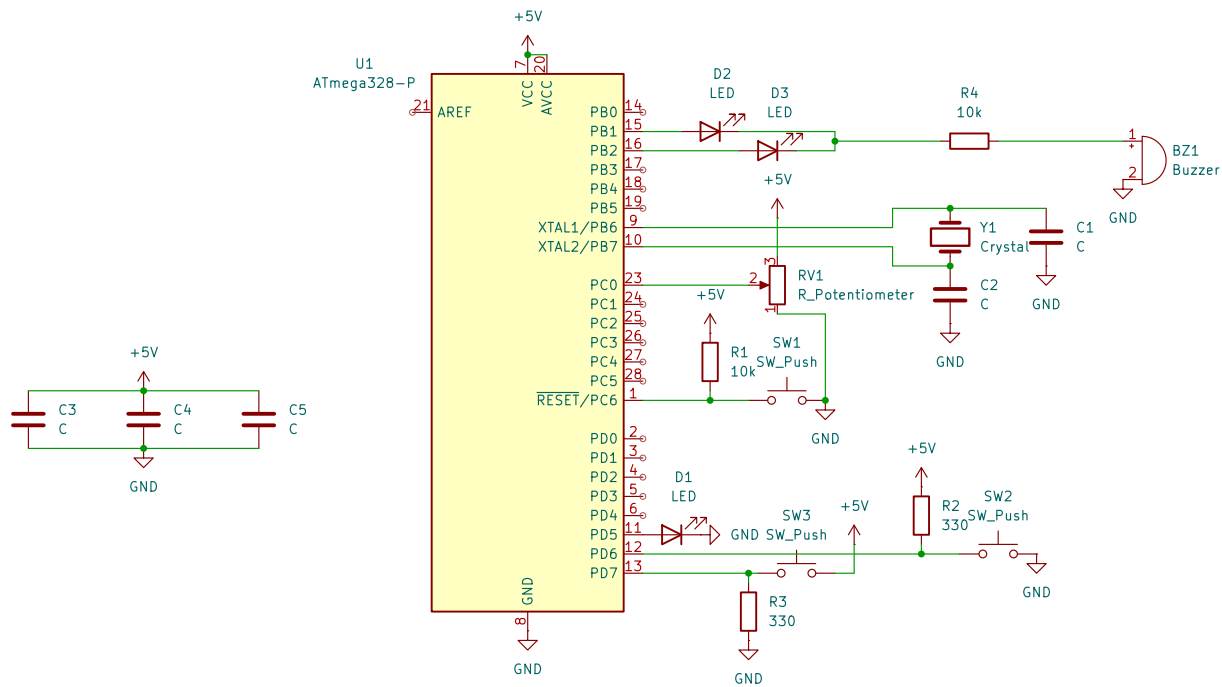 +5V
U1
ATmega328-P
7
20
VCC
AVCC
21
AREF
PB0
14
PB1
15
PB2
16
PB3
17
PB4
18
PB5
19
XTAL1/PB6
9
XTAL2/PB7
10
PC0
23
PC1
24
PC2
25
PC3
26
PC4
27
PC5
28
RESET/PC6
1
PD0
2
PD1
3
PD2
4
PD3
5
PD4
6
PD5
11
PD6
12
PD7
13
GND
8
GND
D2
LED
D3
LED
R4
10k
1
+
2
BZ1
Buzzer
GND
+5V
3
2
1
RV1
R_Potentiometer
Y1
Crystal
C1
C
GND
C2
C
GND
+5V
R1
10k
SW1
SW_Push
GND
+5V
C3
C
C4
C
C5
C
GND
D1
LED
GND
SW3
SW_Push
+5V
+5V
R2
330
SW2
SW_Push
GND
R3
330
GND